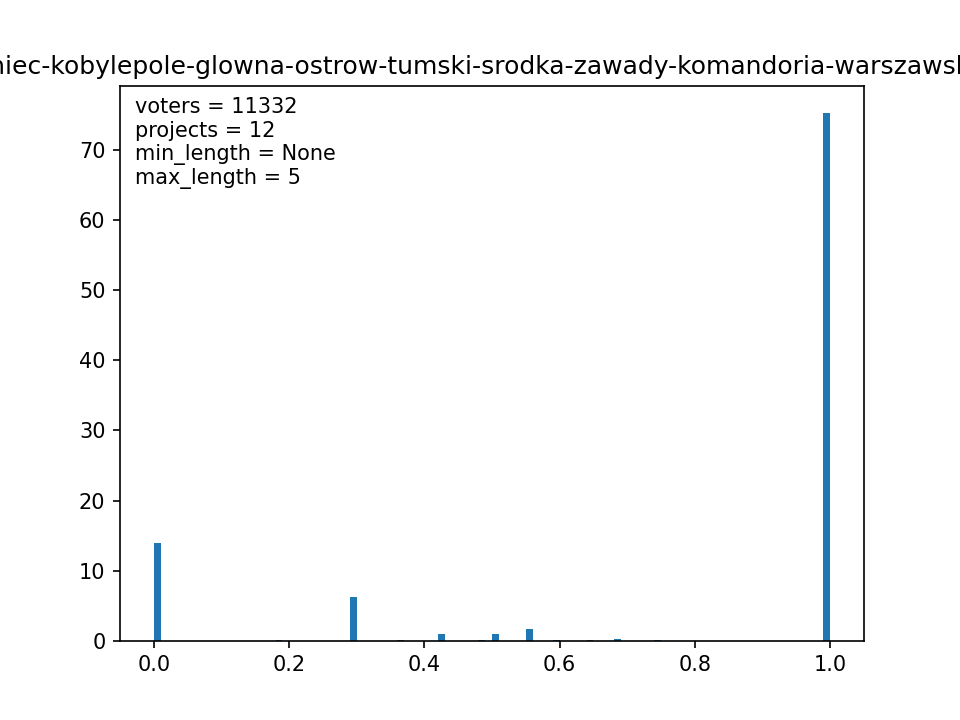 niec-kobylepole-glowna-ostrow-tumski-srodka-zawady-komandoria-warszawsk
voters = 11332
projects = 12
min_length = None
max_length = 5
70
60
50
40
30
20
10
0
0.0 0.2 0.4 0.6 0.8 1.0